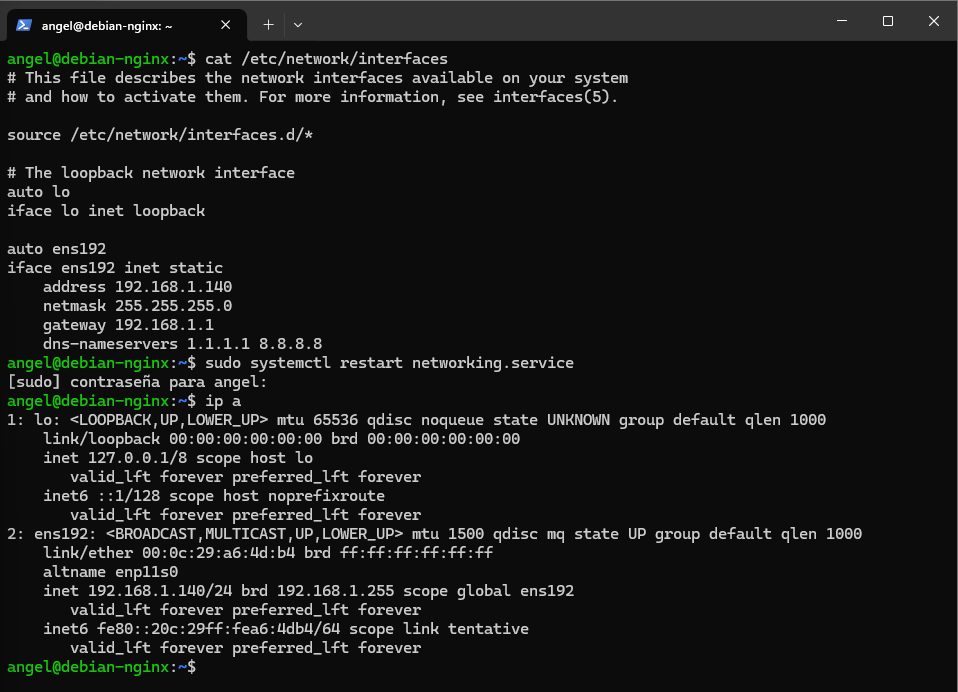 angel@debian-nginx: ~
angel@debian-nginx:~$ cat /etc/network/interfaces
# This file describes the network interfaces available on your system
# and how to activate them. For more information, see interfaces(5).
source /etc/network/interfaces.d/*
# The loopback network interface
auto lo
iface lo inet loopback
auto ens192
iface ens192 inet static
    address 192.168.1.140
    netmask 255.255.255.0
    gateway 192.168.1.1
    dns-nameservers 1.1.1.1 8.8.8.8
angel@debian-nginx:~$ sudo systemctl restart networking.service
[sudo] contraseña para angel:
angel@debian-nginx:~$ ip a
1: lo: <LOOPBACK,UP,LOWER_UP> mtu 65536 qdisc noqueue state UNKNOWN group default qlen 1000
    link/loopback 00:00:00:00:00:00 brd 00:00:00:00:00:00
    inet 127.0.0.1/8 scope host lo
       valid_lft forever preferred_lft forever
    inet6 ::1/128 scope host noprefixroute
       valid_lft forever preferred_lft forever
2: ens192: <BROADCAST,MULTICAST,UP,LOWER_UP> mtu 1500 qdisc mq state UP group default qlen 1000
    link/ether 00:0c:29:a6:4d:b4 brd ff:ff:ff:ff:ff:ff
    altname enp11s0
    inet 192.168.1.140/24 brd 192.168.1.255 scope global ens192
       valid_lft forever preferred_lft forever
    inet6 fe80::20c:29ff:fea6:4db4/64 scope link tentative
       valid_lft forever preferred_lft forever
angel@debian-nginx:~$